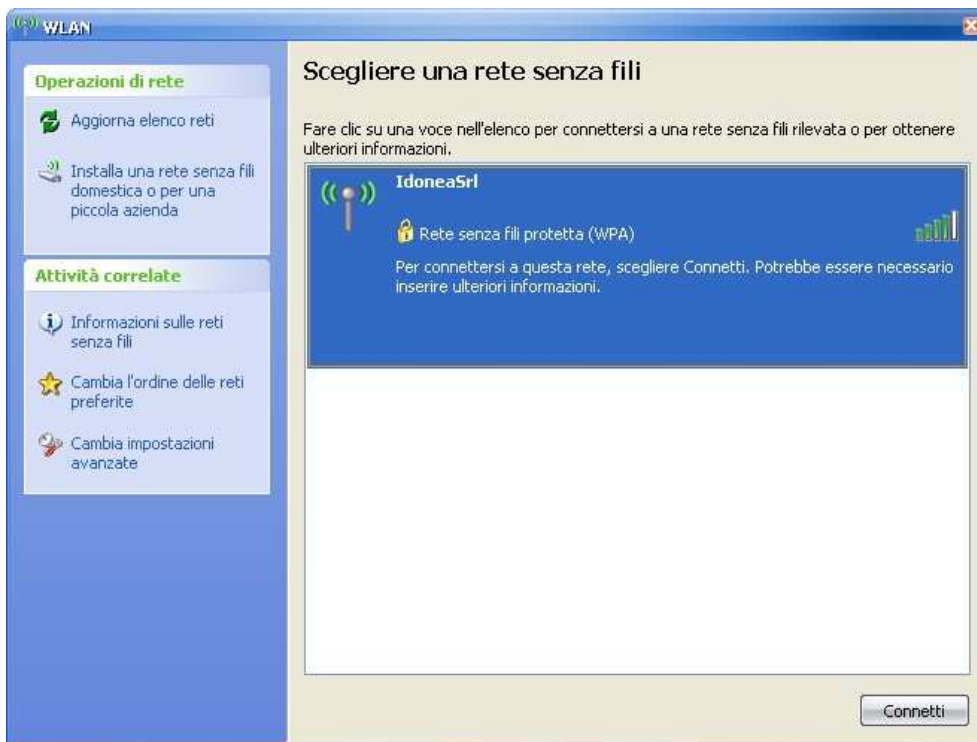 WLAN
Operazioni di rete
Aggiorna elenco reti
Installa una rete senza fili
domestica o per una
piccola azienda
Attività correlate
Informazioni sulle reti
senza fili
Cambia l'ordine delle reti
preferite
Cambia impostazioni
avanzate
Scegliere una rete senza fili
Fare clic su una voce nell'elenco per connettersi a una rete senza fili rilevata o per ottenere
ulteriori informazioni.
IdoneaSrl
Rete senza fili protetta (WPA)
Per connettersi a questa rete, scegliere Connetti. Potrebbe essere necessario
inserire ulteriori informazioni.
Connetti